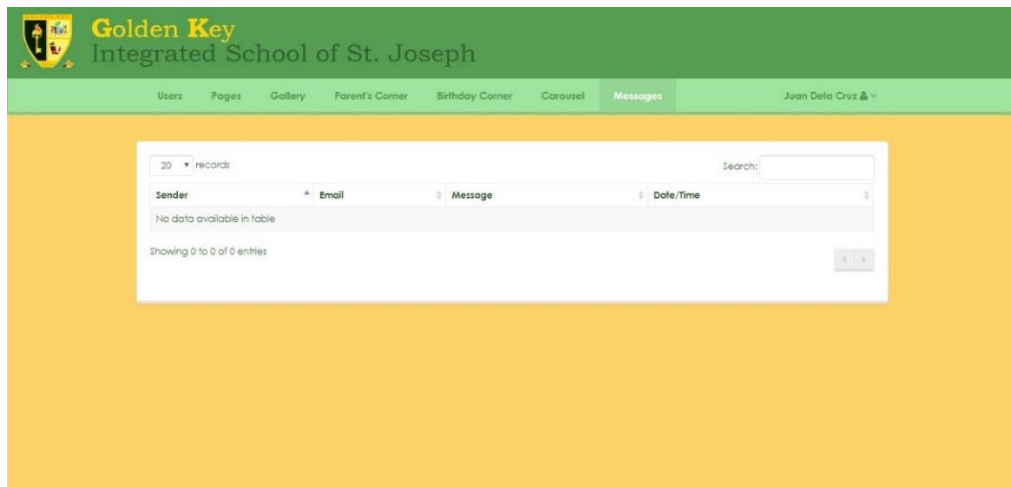 Golden Key
Integrated School of St. Joseph
Users Pages Gallery Parent's Corner Birthday Corner Carousel Messages Juan Dela Cruz
20 records Search:
Sender Email Message Date/Time
No data available in table
Showing 0 to 0 of 0 entries